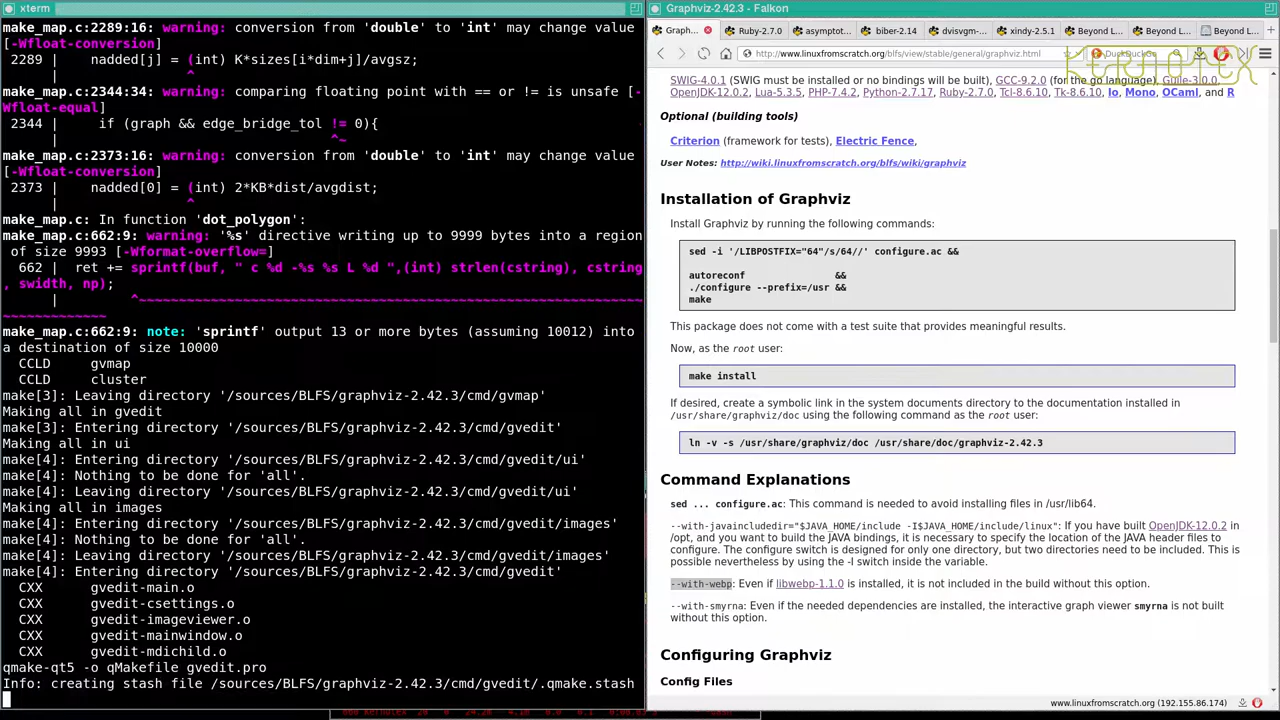 xterm
make_map.c:2289:16: warning: conversion from 'double' to 'int' may change value
[-Wfloat-conversion]
2289 | nadded[j] = (int) K*sizes[i*dim+j]/avgsz;
| ^
make_map.c:2344:34: warning: comparing floating point with == or != is unsafe [-
Wfloat-equal]
2344 | if (graph && edge_bridge_tol != 0){
| ^~
make_map.c:2373:16: warning: conversion from 'double' to 'int' may change value
[-Wfloat-conversion]
2373 | nadded[0] = (int) 2*KB*dist/avgdist;
| ^
make_map.c: In function 'dot_polygon':
make_map.c:662:9: warning: '%s' directive writing up to 9999 bytes into a region
of size 9993 [-Wformat-overflow=]
662 | ret += sprintf(buf, " c %d -%s %s L %d ",(int) strlen(cstring), cstring
, swidth, np);
| ^~~~~~~~~~~~~~~~~~~~~~~~~~~~~~~~~~~~~~~~~~~~~~~~~~~~~~~~~~~~~~~
~~~~~~~~~~~~~
make_map.c:662:9: note: 'sprintf' output 13 or more bytes (assuming 10012) into
a destination of size 10000
CCLD gvmap
CCLD cluster
make[3]: Leaving directory '/sources/BLFS/graphviz-2.42.3/cmd/gvmap'
Making all in gvedit
make[3]: Entering directory '/sources/BLFS/graphviz-2.42.3/cmd/gvedit'
Making all in ui
make[4]: Entering directory '/sources/BLFS/graphviz-2.42.3/cmd/gvedit/ui'
make[4]: Nothing to be done for 'all'.
make[4]: Leaving directory '/sources/BLFS/graphviz-2.42.3/cmd/gvedit/ui'
Making all in images
make[4]: Entering directory '/sources/BLFS/graphviz-2.42.3/cmd/gvedit/images'
make[4]: Nothing to be done for 'all'.
make[4]: Leaving directory '/sources/BLFS/graphviz-2.42.3/cmd/gvedit/images'
make[4]: Entering directory '/sources/BLFS/graphviz-2.42.3/cmd/gvedit'
CXX gvedit-main.o
CXX gvedit-csettings.o
CXX gvedit-imageviewer.o
CXX gvedit-mainwindow.o
CXX gvedit-mdichild.o
qmake-qt5 -o qMakefile gvedit.pro
Info: creating stash file /sources/BLFS/graphviz-2.42.3/cmd/gvedit/.qmake.stash
Graphviz-2.42.3 - Falkon
Graph... Ruby-2.7.0 asymptot... biber-2.14 dvisvgm-... xindy-2.5.1 Beyond L... Beyond L... Beyond L...
http://www.linuxfromscratch.org/blfs/view/stable/general/graphviz.html DuckDuckGo
KERNOTEX
SWIG-4.0.1 (SWIG must be installed or no bindings will be built), GCC-9.2.0 (for the go language), Guile-3.0.0,
OpenJDK-12.0.2, Lua-5.3.5, PHP-7.4.2, Python-2.7.17, Ruby-2.7.0, Tcl-8.6.10, Tk-8.6.10, Io, Mono, OCaml, and R
Optional (building tools)
Criterion (framework for tests), Electric Fence,
User Notes: http://wiki.linuxfromscratch.org/blfs/wiki/graphviz
Installation of Graphviz
Install Graphviz by running the following commands:
sed -i '/LIBPOSTFIX="64"/s/64//' configure.ac &&
autoreconf &&
./configure --prefix=/usr &&
make
This package does not come with a test suite that provides meaningful results.
Now, as the root user:
make install
If desired, create a symbolic link in the system documents directory to the documentation installed in
/usr/share/graphviz/doc using the following command as the root user:
ln -v -s /usr/share/graphviz/doc /usr/share/doc/graphviz-2.42.3
Command Explanations
sed ... configure.ac: This command is needed to avoid installing files in /usr/lib64.
--with-javaincludedir="$JAVA_HOME/include -I$JAVA_HOME/include/linux": If you have built OpenJDK-12.0.2 in
/opt, and you want to build the JAVA bindings, it is necessary to specify the location of the JAVA header files to
configure. The configure switch is designed for only one directory, but two directories need to be included. This is
possible nevertheless by using the -I switch inside the variable.
--with-webp: Even if libwebp-1.1.0 is installed, it is not included in the build without this option.
--with-smyrna: Even if the needed dependencies are installed, the interactive graph viewer smyrna is not built
without this option.
Configuring Graphviz
Config Files
www.linuxfromscratch.org (192.155.86.174)